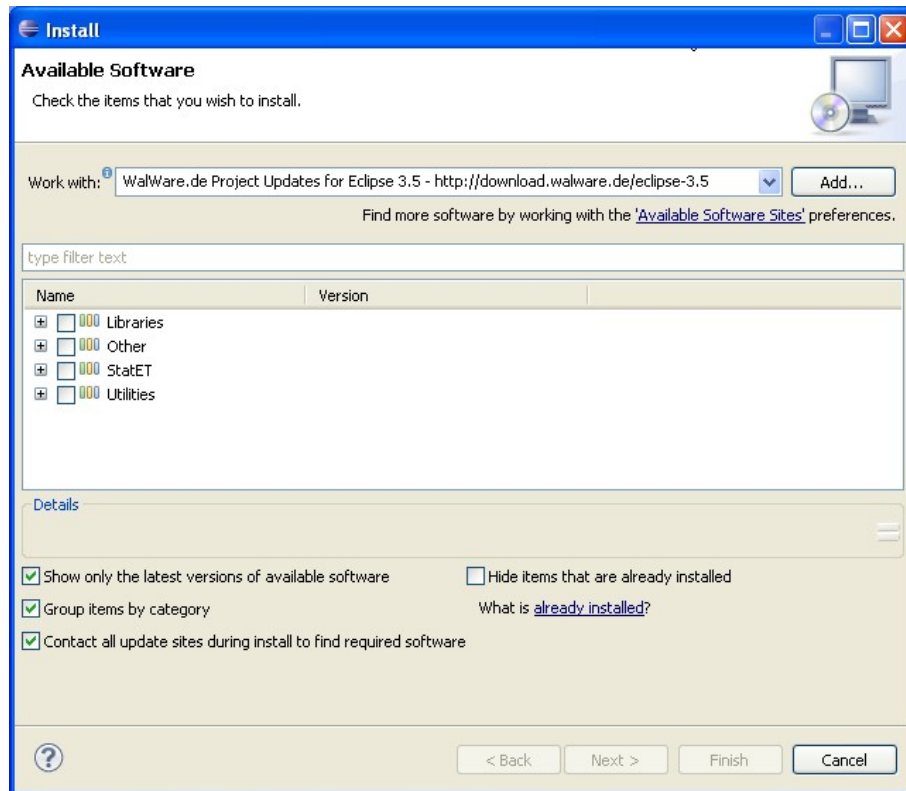 Install
Available Software
Check the items that you wish to install.
Work with: WalWare.de Project Updates for Eclipse 3.5 - http://download.walware.de/eclipse-3.5 Add...
Find more software by working with the 'Available Software Sites' preferences.
type filter text
Name Version
Libraries
Other
StatET
Utilities
Details
Show only the latest versions of available software Hide items that are already installed
Group items by category What is already installed?
Contact all update sites during install to find required software
? < Back Next > Finish Cancel